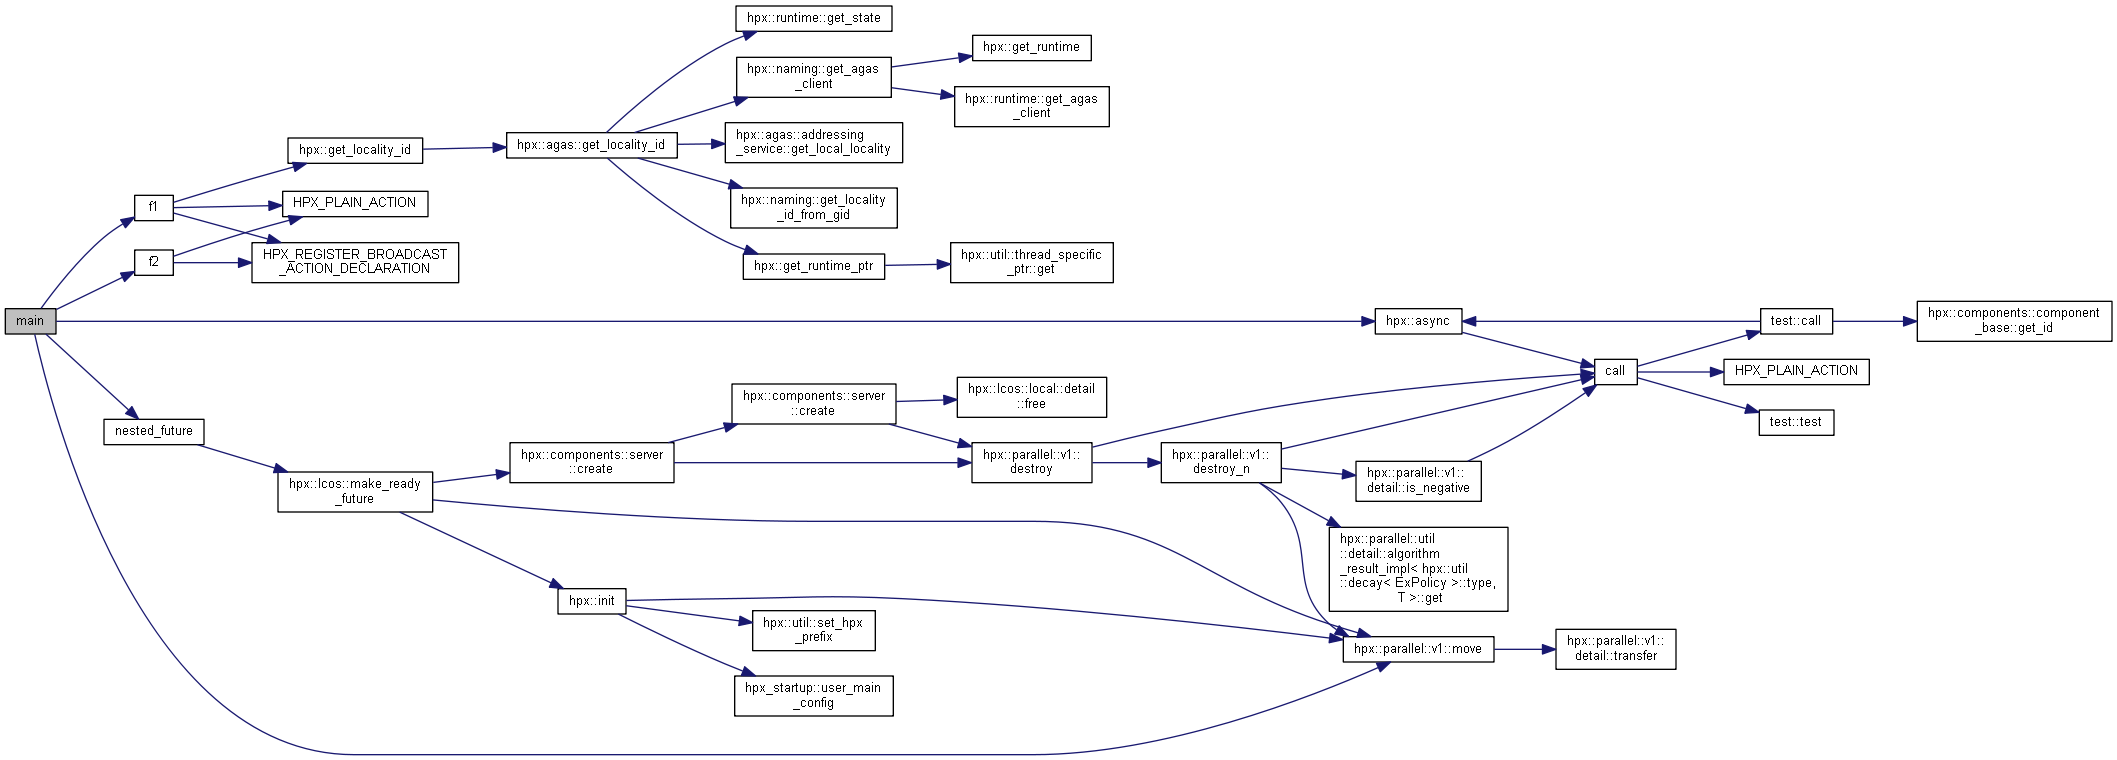 main
f1
f2
nested_future
hpx::get_locality_id
HPX_PLAIN_ACTION
HPX_REGISTER_BROADCAST
_ACTION_DECLARATION
hpx::lcos::make_ready
_future
hpx::agas::get_locality_id
hpx::components::server
::create
hpx::init
hpx::runtime::get_state
hpx::naming::get_agas
_client
hpx::agas::addressing
_service::get_local_locality
hpx::naming::get_locality
_id_from_gid
hpx::get_runtime_ptr
hpx::components::server
::create
hpx::util::set_hpx
_prefix
hpx_startup::user_main
_config
hpx::get_runtime
hpx::runtime::get_agas
_client
hpx::util::thread_specific
_ptr::get
hpx::lcos::local::detail
::free
hpx::parallel::v1::
destroy
hpx::parallel::v1::
destroy_n
hpx::async
hpx::parallel::v1::
detail::is_negative
hpx::parallel::util
::detail::algorithm
_result_impl< hpx::util
::decay< ExPolicy >::type,
T >::get
hpx::parallel::v1::move
call
hpx::parallel::v1::
detail::transfer
test::call
HPX_PLAIN_ACTION
test::test
hpx::components::component
_base::get_id